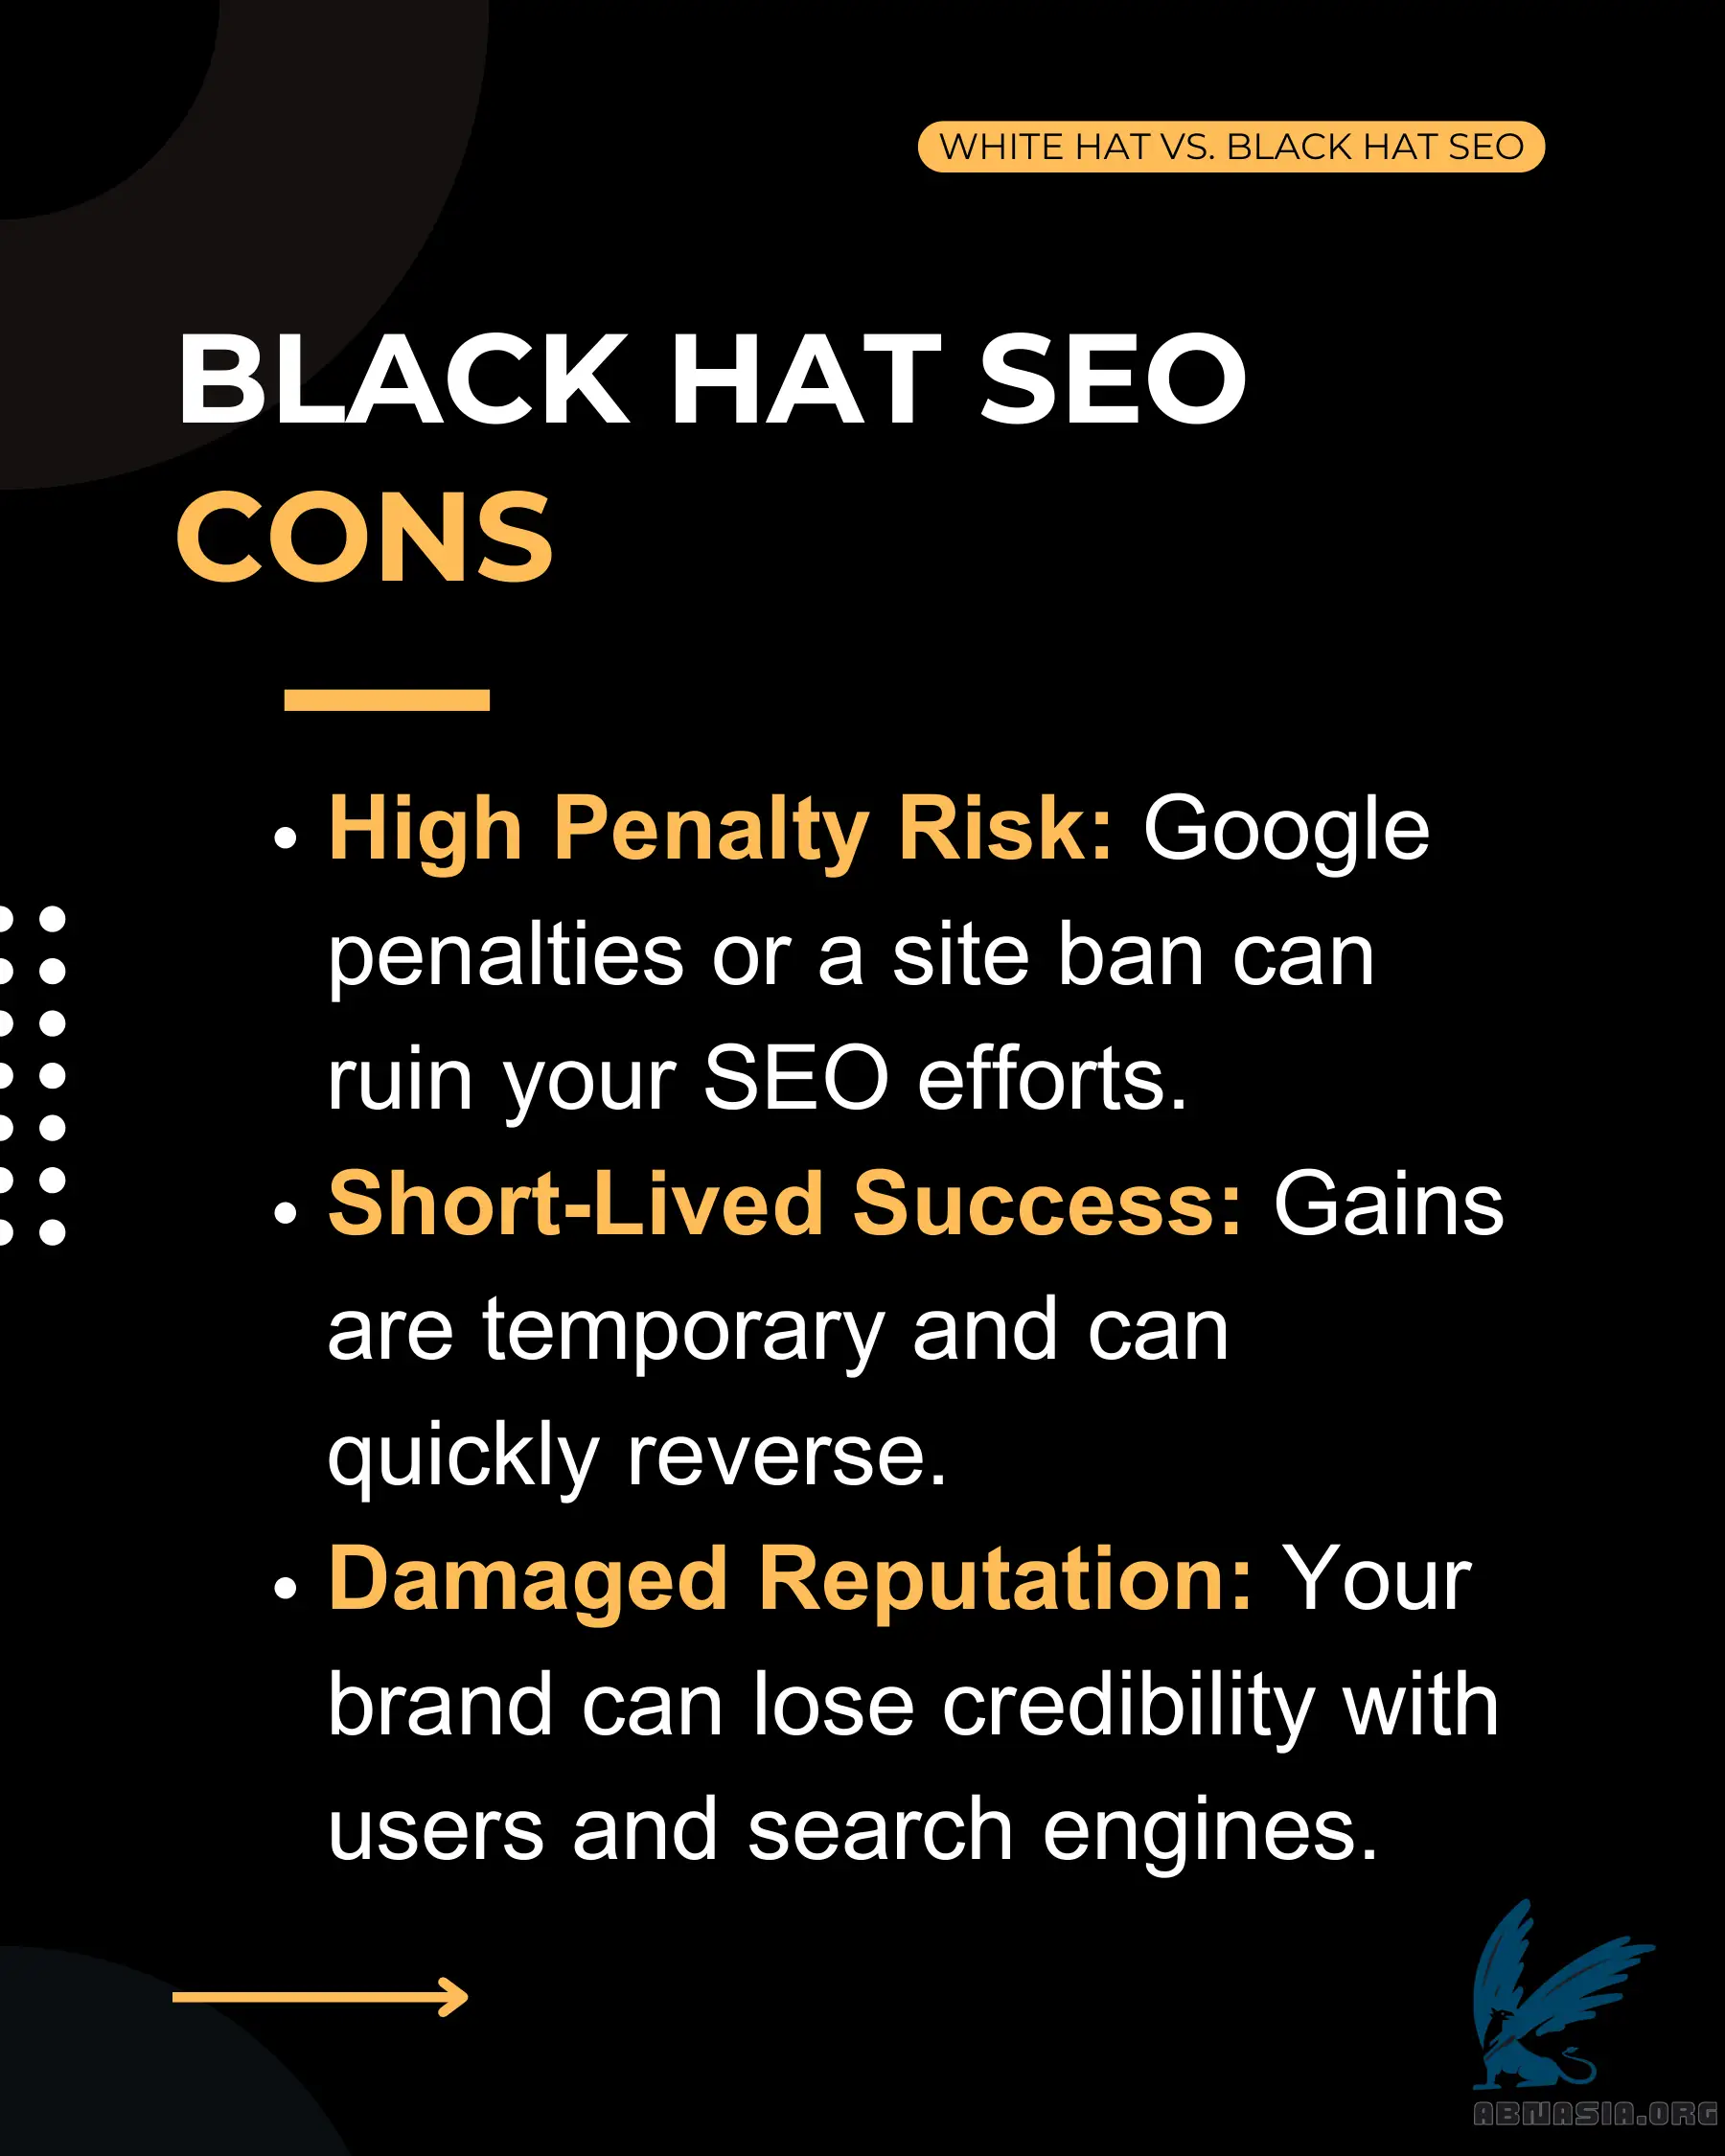 WHITE HAT VS. BLACK HAT SEO
BLACK HAT SEO
CONS
• High Penalty Risk: Google
penalties or a site ban can
ruin your SEO efforts.
• Short-Lived Success: Gains
are temporary and can
quickly reverse.
• Damaged Reputation: Your
brand can lose credibility with
users and search engines.
ABNASIA.ORG